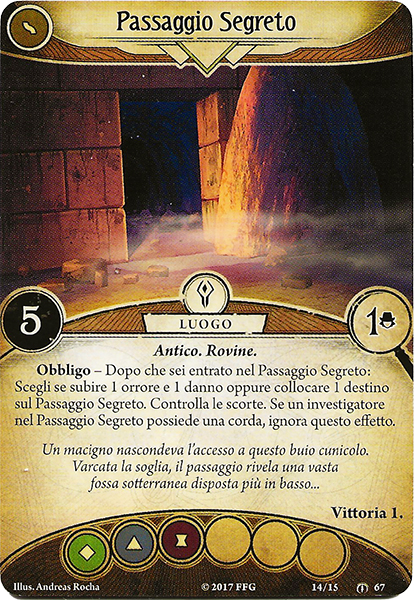 Passaggio Segreto
5
LUOGO
1
Antico. Rovine.
Obbligo – Dopo che sei entrato nel Passaggio Segreto:
Scegli se subire 1 orrore e 1 danno oppure collocare 1 destino
sul Passaggio Segreto. Controlla le scorte. Se un investigatore
nel Passaggio Segreto possiede una corda, ignora questo effetto.
Un macigno nascondeva l'accesso a questo buio cunicolo.
Varcata la soglia, il passaggio rivela una vasta
fossa sotterranea disposta più in basso...
Vittoria 1.
Illus. Andreas Rocha © 2017 FFG 14/15 67